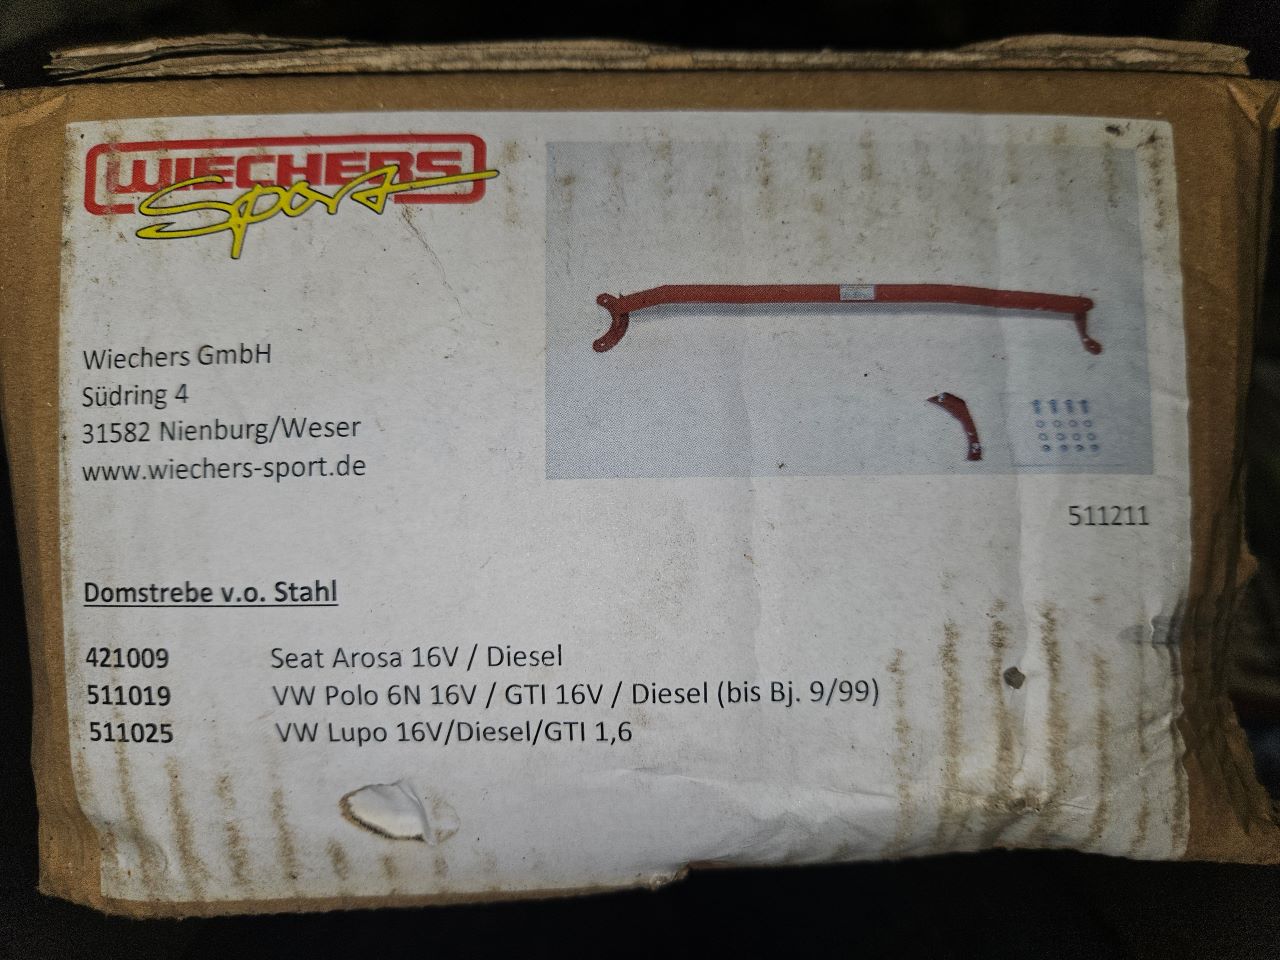 WIECHERS
Sport
Wiechers GmbH
Südring 4
31582 Nienburg/Weser
www.wiechers-sport.de
511211
Domstrebe v.o. Stahl
421009 Seat Arosa 16V / Diesel
511019 VW Polo 6N 16V / GTI 16V / Diesel (bis Bj. 9/99)
511025 VW Lupo 16V/Diesel/GTI 1,6